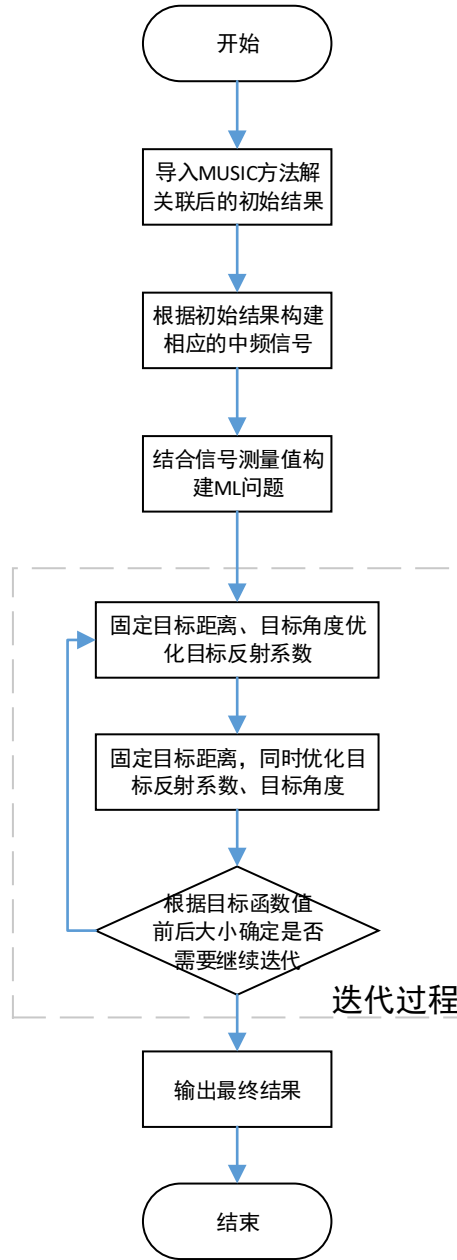 开始
导入MUSIC方法解
关联后的初始结果
根据初始结果构建
相应的中频信号
结合信号测量值构
建ML问题
固定目标距离、目标角度优
化目标反射系数
固定目标距离，同时优化目
标反射系数、目标角度
根据目标函数值
前后大小确定是否
需要继续迭代
迭代过程
输出最终结果
结束